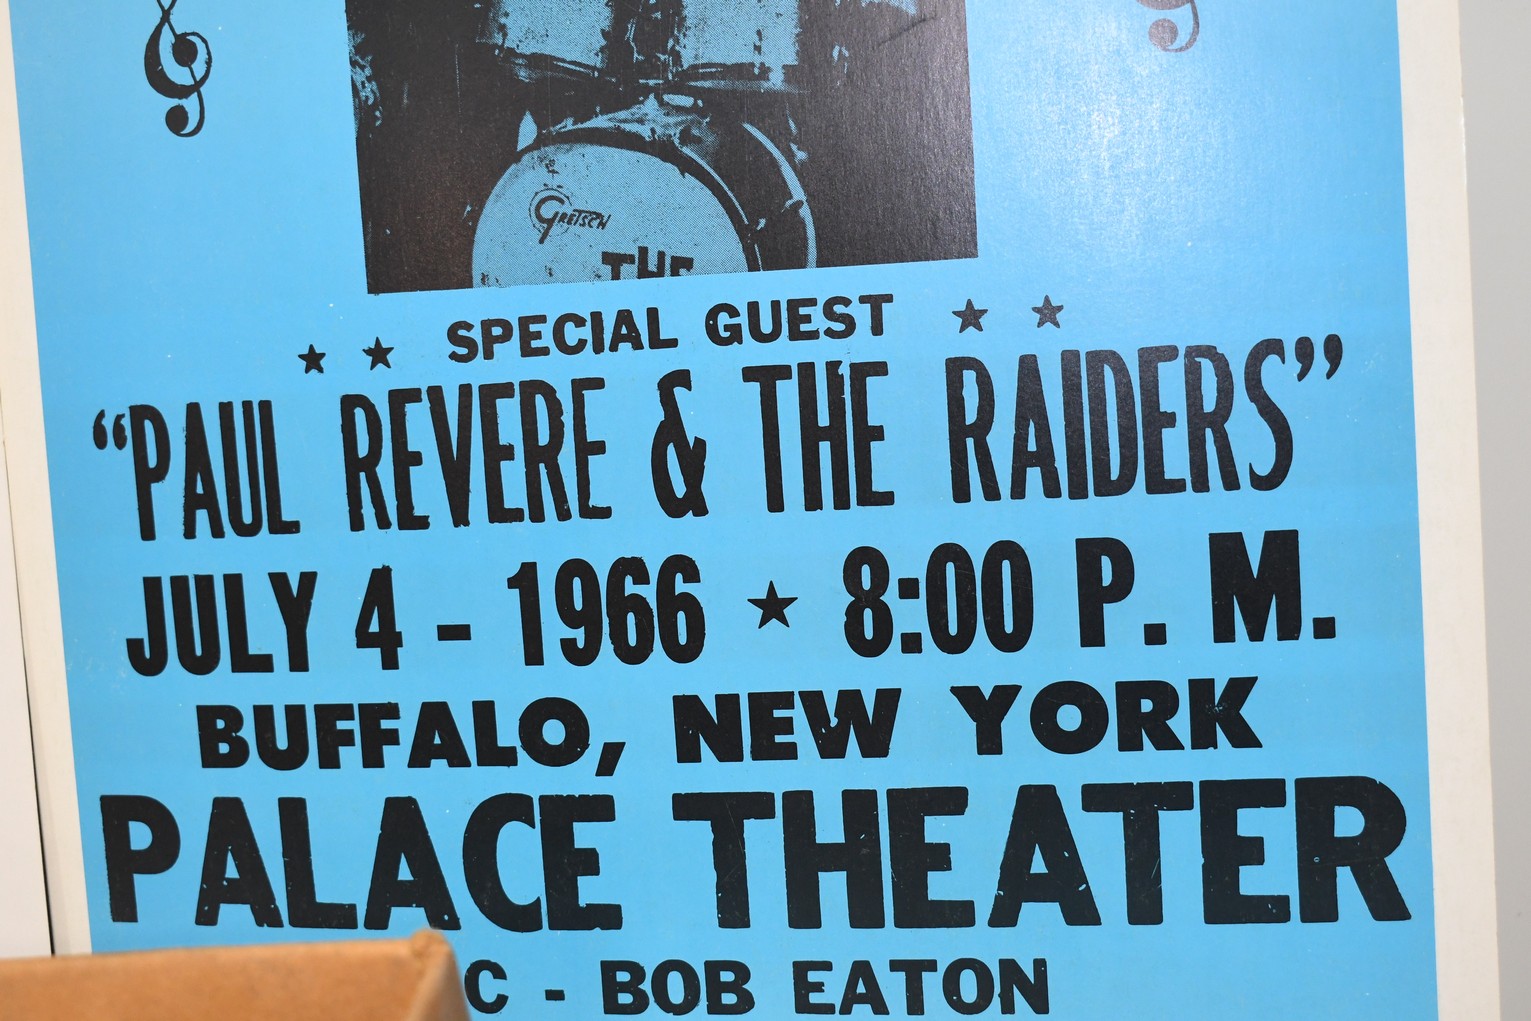 GRETSCH
THE
SPECIAL GUEST
“PAUL REVERE & THE RAIDERS”
JULY 4 - 1966 ★ 8:00 P. M.
BUFFALO, NEW YORK
PALACE THEATER
C - BOB EATON